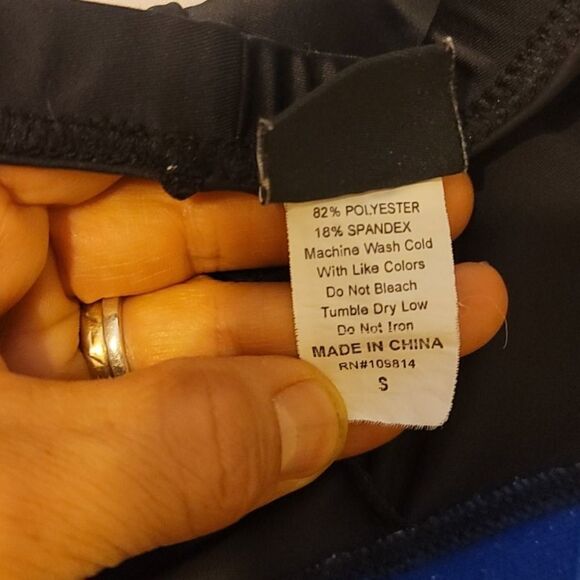 82% POLYESTER
18% SPANDEX
Machine Wash Cold
With Like Colors
Do Not Bleach
Tumble Dry Low
Do Not Iron
MADE IN CHINA
RN#109814
S